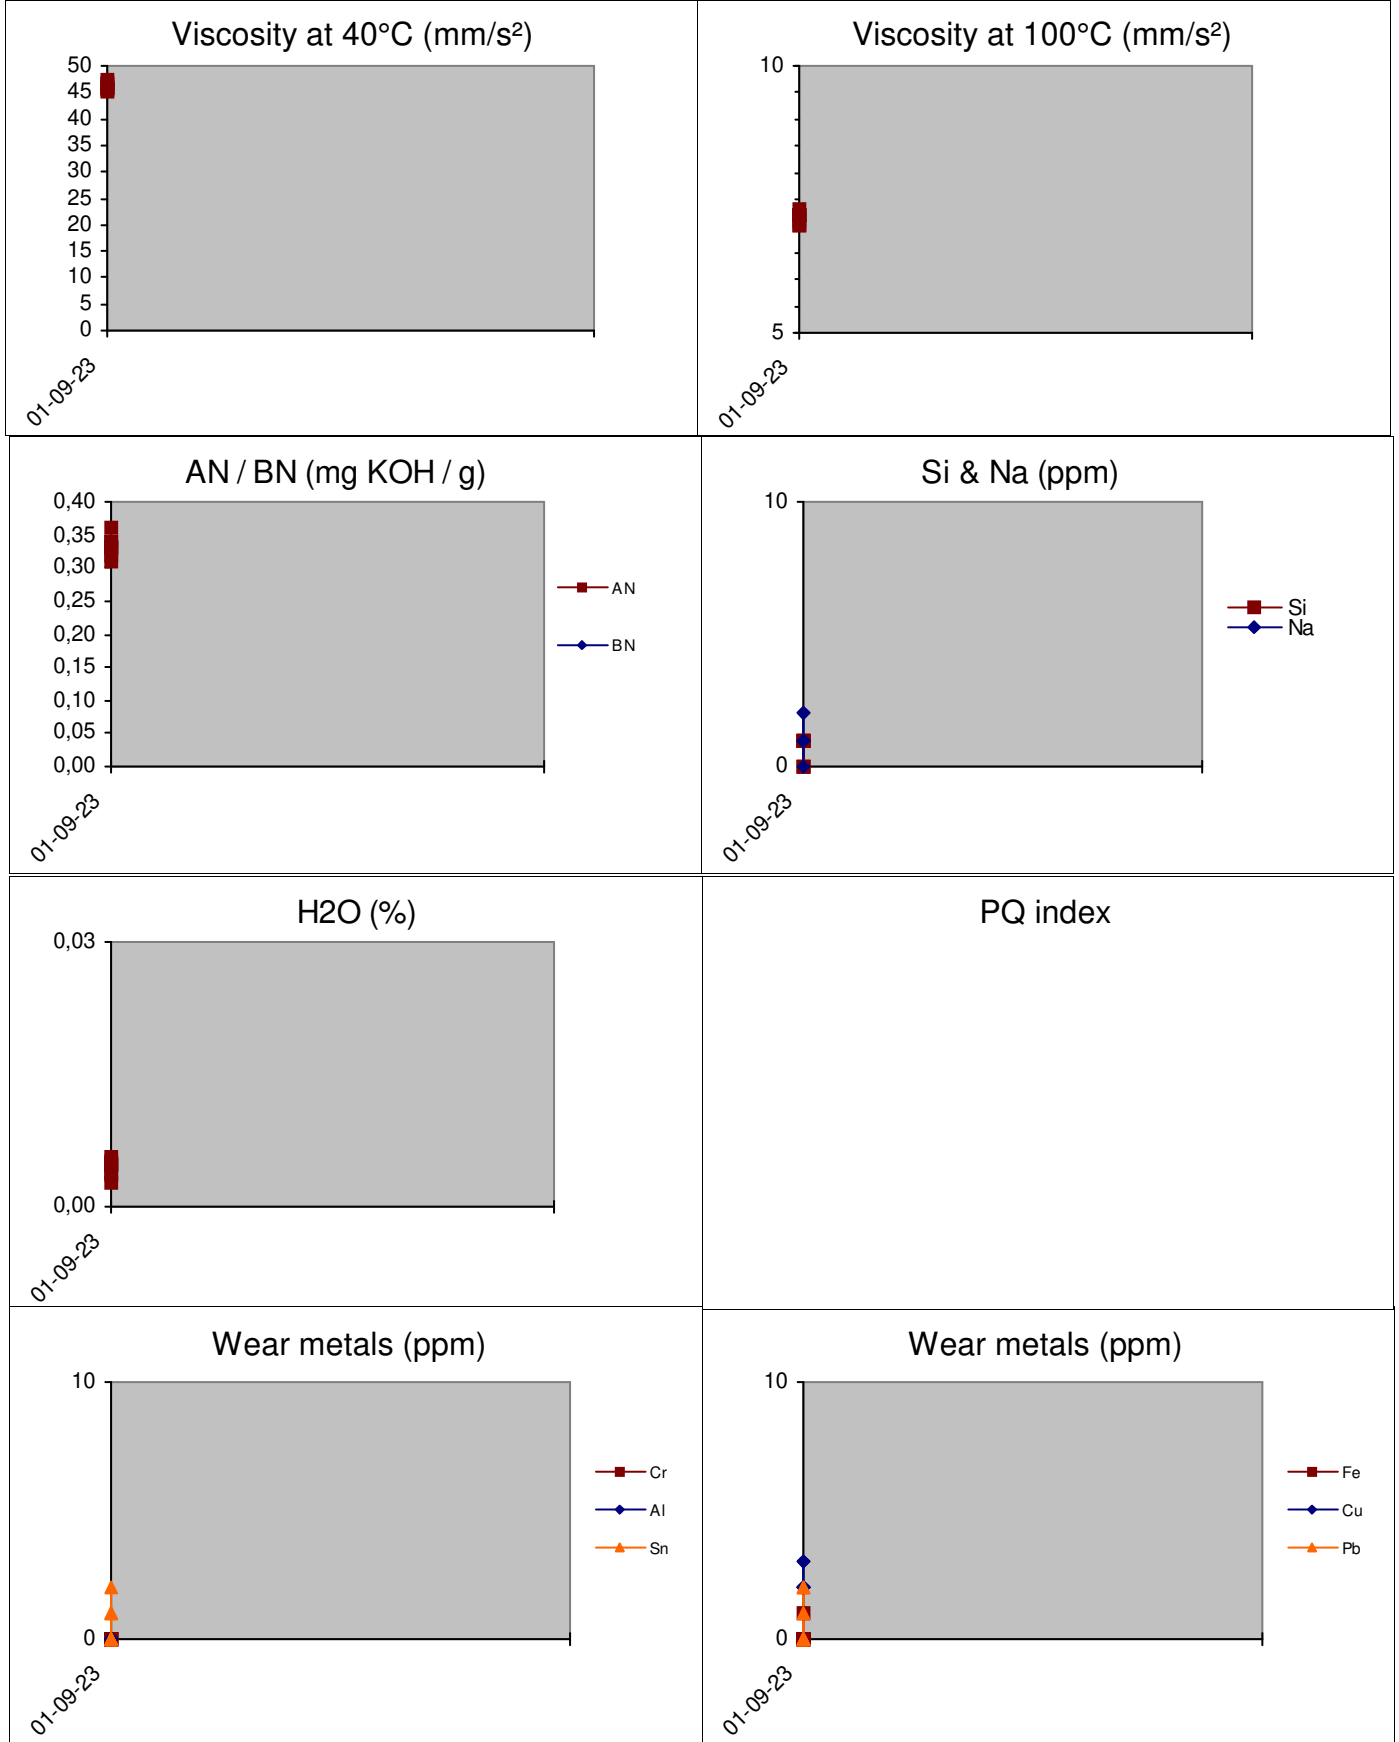 Viscosity at 40°C (mm/s²)
50
45
40
35
30
25
20
15
10
5
0
01-09-23
Viscosity at 100°C (mm/s²)
10
5
01-09-23
AN / BN (mg KOH / g)
0,40
0,35
0,30
0,25
0,20
0,15
0,10
0,05
0,00
01-09-23
AN
BN
Si & Na (ppm)
10
0
01-09-23
Si
Na
H2O (%)
0,03
0,00
01-09-23
PQ index
Wear metals (ppm)
10
0
01-09-23
Cr
Al
Sn
Wear metals (ppm)
10
0
01-09-23
Fe
Cu
Pb